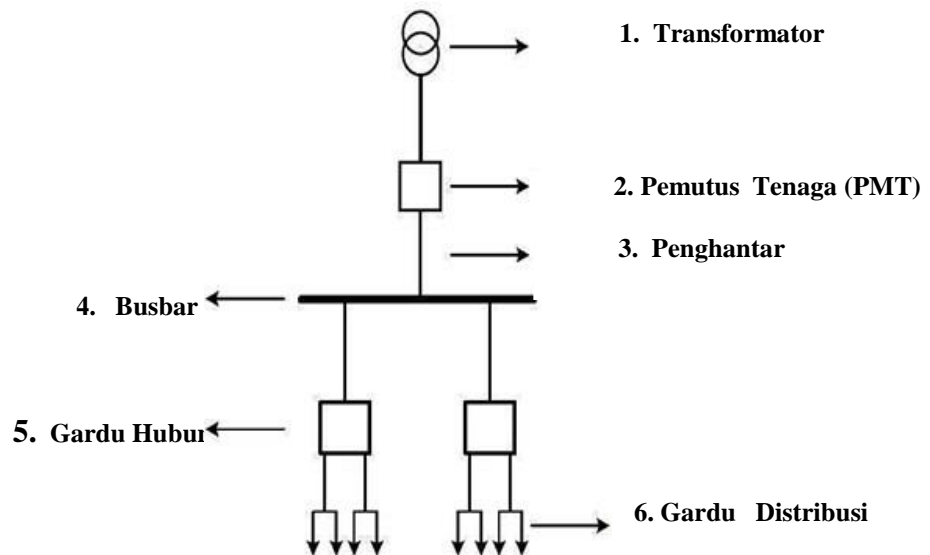 1. Transformator
2. Pemutus Tenaga (PMT)
3. Penghantar
4. Busbar
5. Gardu
6. Gardu Distribusi